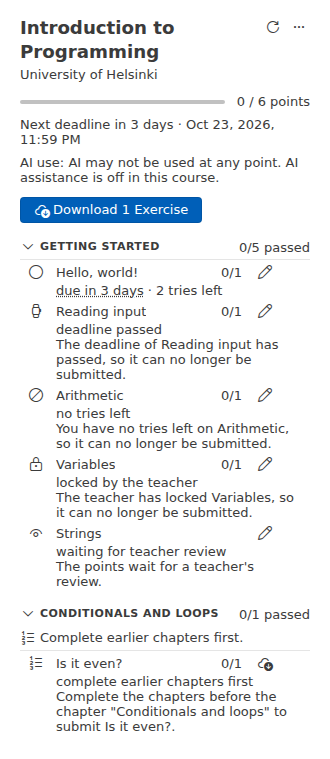 Introduction to
Programming
University of Helsinki
0 / 6 points
Next deadline in 3 days · Oct 23, 2026,
11:59 PM
AI use: AI may not be used at any point. AI
assistance is off in this course.
Download 1 Exercise
GETTING STARTED 0/5 passed
Hello, world! 0/1
due in 3 days · 2 tries left
Reading input 0/1
deadline passed
The deadline of Reading input has
passed, so it can no longer be
submitted.
Arithmetic 0/1
no tries left
You have no tries left on Arithmetic,
so it can no longer be submitted.
Variables 0/1
locked by the teacher
The teacher has locked Variables, so
it can no longer be submitted.
Strings
waiting for teacher review
The points wait for a teacher's
review.
CONDITIONALS AND LOOPS 0/1 passed
Complete earlier chapters first.
Is it even? 0/1
complete earlier chapters first
Complete the chapters before the
chapter "Conditionals and loops" to
submit Is it even?.